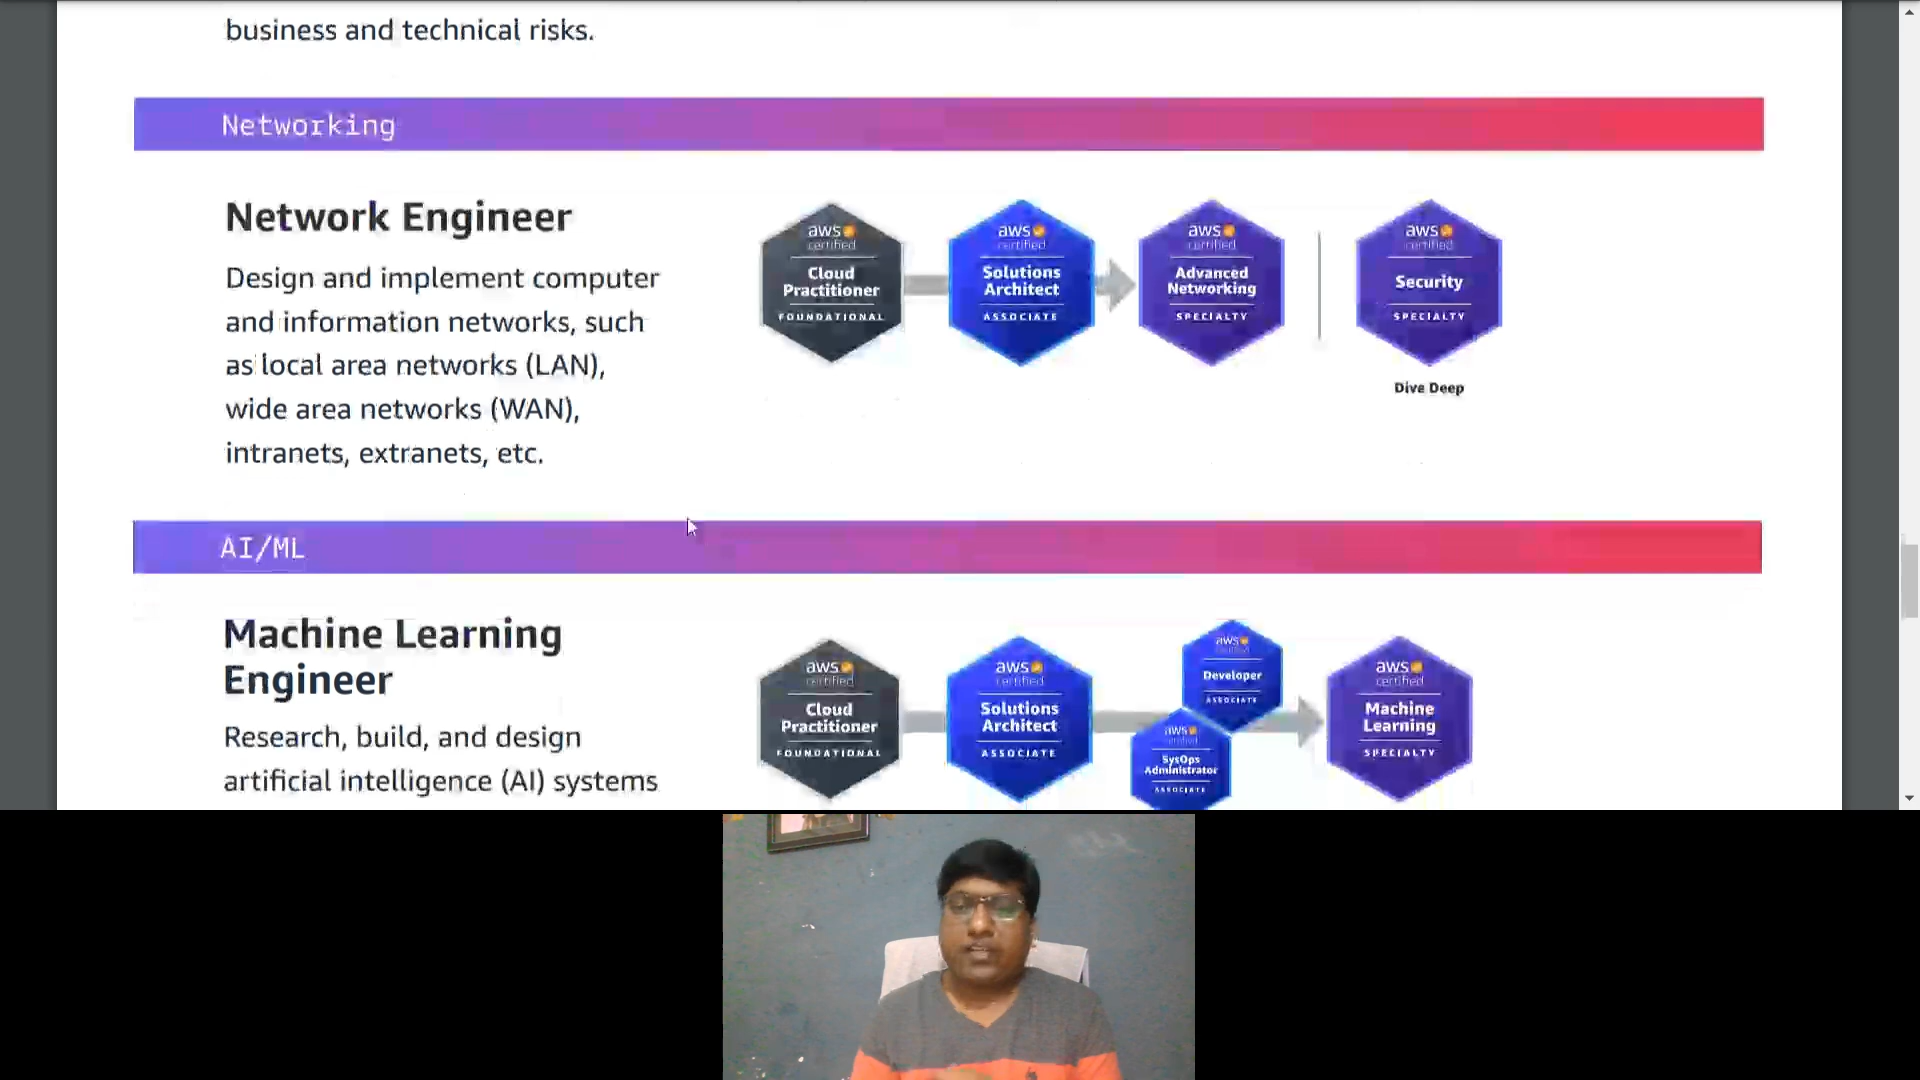 business and technical risks.
Networking
Network Engineer
Design and implement computer
and information networks, such
as local area networks (LAN),
wide area networks (WAN),
intranets, extranets, etc.
aws
certified
Cloud
Practitioner
FOUNDATIONAL
aws
certified
Solutions
Architect
ASSOCIATE
aws
certified
Advanced
Networking
SPECIALTY
aws
certified
Security
SPECIALTY
Dive Deep
AI/ML
Machine Learning
Engineer
Research, build, and design
artificial intelligence (AI) systems
aws
certified
Cloud
Practitioner
FOUNDATIONAL
aws
certified
Solutions
Architect
ASSOCIATE
aws
certified
Developer
ASSOCIATE
aws
certified
SysOps
Administrator
ASSOCIATE
aws
certified
Machine
Learning
SPECIALTY